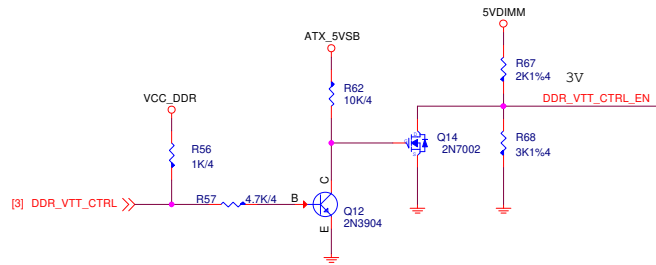 5VDIMM
ATX_5VSB
R67
2K1%4
3V
VCC_DDR
R62
10K/4
DDR_VTT_CTRL_EN
R56
1K/4
Q14
2N7002
R68
3K1%4
C
[3] DDR_VTT_CTRL
R57
4.7K/4
B
Q12
2N3904
E